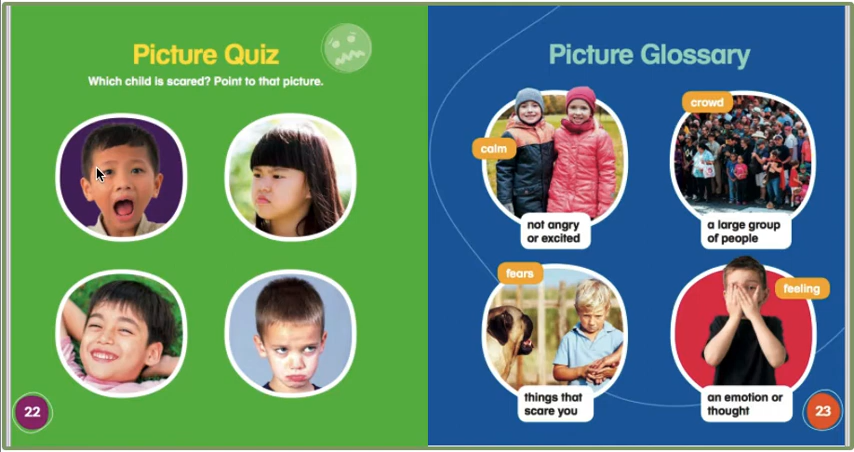 Picture Quiz
Which child is scared? Point to that picture.
22
Picture Glossary
calm
not angry
or excited
crowd
a large group
of people
fears
things that
scare you
feeling
an emotion or
thought
23